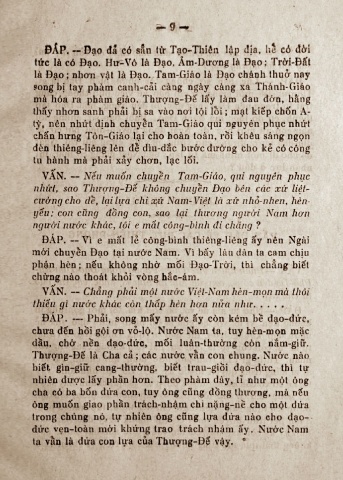 — 9 —
ĐÁP. — Đạo đã có sẵn từ Tạo-Thiên lập địa, hễ có đời
tức là có Đạo. Hư-Vô là Đạo, Âm-Dương là Đạo ; Trời-Đất
là Đạo ; nhơn vật là Đạo. Tam-Giáo là Đạo chánh thuở nay
song bị tay phàm canh-cải càng ngày càng xa Thánh-Giáo
mà hóa ra phàm giáo. Thượng-Đế lấy làm đau đớn, hằng
thấy nhơn sanh phải bị sa vào nơi tội lỗi ; mạt kiếp chốn A-
tỳ, nên nhứt định chuyển Tam-Giáo qui nguyên phục nhứt
chấn hưng Tôn-Giáo lại cho hoàn toàn, rồi khêu sáng ngọn
đèn thiêng-liêng lên để dìu-dắc bước đường cho kẻ có công
tu hành mà phải xảy chơn, lạc lối.
VẤN. — Nếu muốn chuyển Tam-Giáo, qui nguyên phục
nhứt, sao Thượng-Đế không chuyển Đạo bên các xứ liệt-
cường cho dễ, lại lựa chi xứ Nam-Việt là xứ nhỏ-nhen, hèn-
yếu ; con cũng đồng con, sao lại thương người Nam hơn
người nước khác, tôi e mất công-bình đi chăng ?
ĐÁP. — Vì e mất lẽ công-bình thiêng-liêng ấy nên Ngài
mới chuyển Đạo tại nước Nam. Vì bấy lâu dân ta cam chịu
phận hèn ; nếu không nhờ mối Đạo-Trời, thì chẳng biết
chừng nào thoát khỏi vòng hắc-ám.
VẤN. — Chẳng phải một nước Việt-Nam hèn-mọn mà thôi
thiếu gì nước khác còn thấp hèn hơn nửa như. . . . .
ĐÁP. — Phải, song mấy nước ấy còn kém bề đạo-đức,
chưa đến hồi gội ơn võ-lộ. Nước Nam ta, tuy hèn-mọn mặc
dầu, chớ nền đạo-đức, mối luân-thường còn nắm-giữ.
Thượng-Đế là Cha cả ; các nước vẫn con chung. Nước nào
biết gìn-giữ cang-thường, biết trau-giồi đạo-đức, thì tự
nhiên được lấy phần hơn. Theo phàm dây, tỉ như một ông
cha có ba bốn đứa con, tuy ông cũng đồng thương, mà nếu
ông muốn giao phần trách-nhậm chi nặng-nề cho một đứa
trong chúng nó, tự nhiên ông cũng lựa đứa nào cho đạo-
đức vẹn-toàn mới khứng trao trách nhậm ấy. Nước Nam
ta vẫn là đứa con lựa của Thượng-Đế vậy.